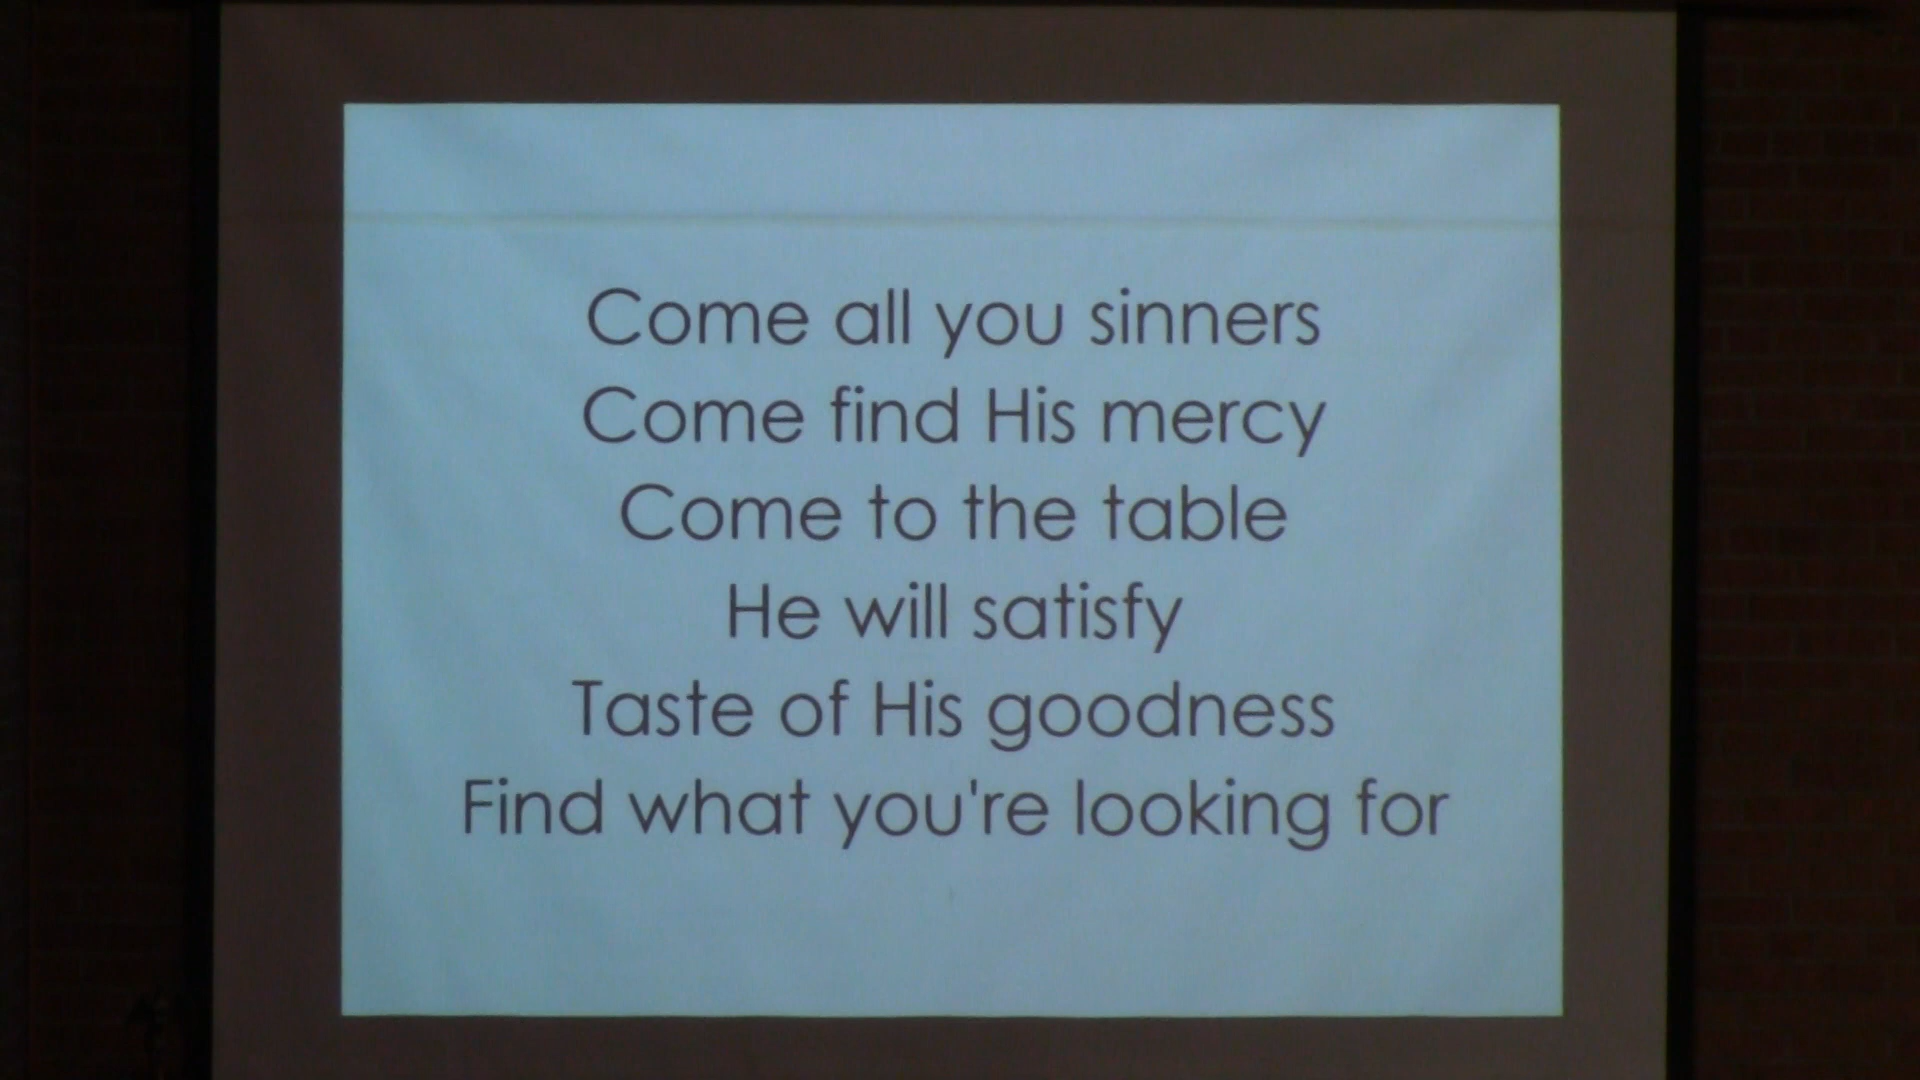 Come all you sinners
Come find His mercy
Come to the table
He will satisfy
Taste of His goodness
Find what you're looking for